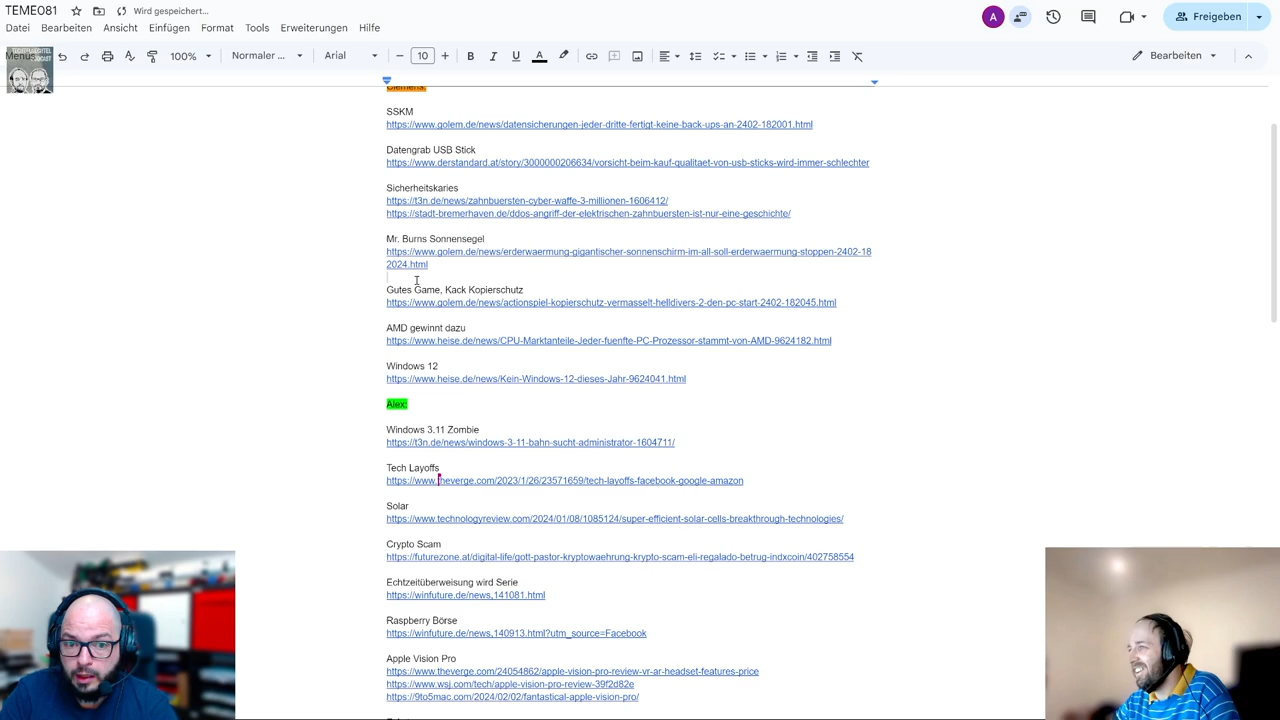 TEME081
Wird gespeichert...
Datei Bearbeiten Ansicht Einfügen Format Tools Erweiterungen Hilfe
A
Freigeben
Menüs
100%
Normaler ...
Arial
10
Bearbeiten
Clemens:
SSKM
https://www.golem.de/news/datensicherungen-jeder-dritte-fertigt-keine-back-ups-an-2402-182001.html
Datengrab USB Stick
https://www.derstandard.at/story/3000000206634/vorsicht-beim-kauf-qualitaet-von-usb-sticks-wird-immer-schlechter
Sicherheitskaries
https://t3n.de/news/zahnbuersten-cyber-waffe-3-millionen-1606412/
https://stadt-bremerhaven.de/ddos-angriff-der-elektrischen-zahnbuersten-ist-nur-eine-geschichte/
Mr. Burns Sonnensegel
https://www.golem.de/news/erderwaermung-gigantischer-sonnenschirm-im-all-soll-erderwaermung-stoppen-2402-18
2024.html
Gutes Game, Kack Kopierschutz
https://www.golem.de/news/actionspiel-kopierschutz-vermasselt-helldivers-2-den-pc-start-2402-182045.html
AMD gewinnt dazu
https://www.heise.de/news/CPU-Marktanteile-Jeder-fuenfte-PC-Prozessor-stammt-von-AMD-9624182.html
Windows 12
https://www.heise.de/news/Kein-Windows-12-dieses-Jahr-9624041.html
Alex:
Windows 3.11 Zombie
https://t3n.de/news/windows-3-11-bahn-sucht-administrator-1604711/
Tech Layoffs
https://www.theverge.com/2023/1/26/23571659/tech-layoffs-facebook-google-amazon
Solar
https://www.technologyreview.com/2024/01/08/1085124/super-efficient-solar-cells-breakthrough-technologies/
Crypto Scam
https://futurezone.at/digital-life/gott-pastor-kryptowaehrung-krypto-scam-eli-regalado-betrug-indxcoin/402758554
Echtzeitüberweisung wird Serie
https://winfuture.de/news,141081.html
Raspberry Börse
https://winfuture.de/news,140913.html?utm_source=Facebook
Apple Vision Pro
https://www.theverge.com/24054862/apple-vision-pro-review-vr-ar-headset-features-price
https://www.wsj.com/tech/apple-vision-pro-review-39f2d82e
https://9to5mac.com/2024/02/02/fantastical-apple-vision-pro/